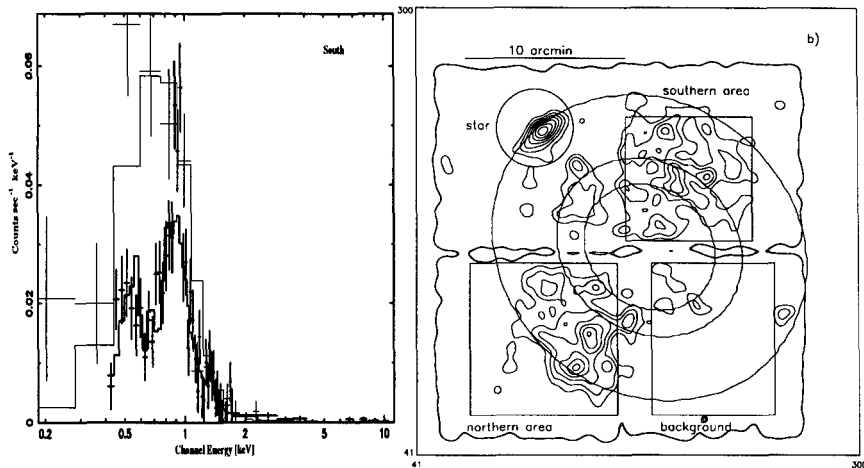 South
0.06
0.04
0.02
0
Counts sec⁻¹ keV⁻¹
0.2
0.5
1
2
5
10
Channel Energy [keV]
300
b)
10 arcmin
southern area
star
northern area
background
41
41
300